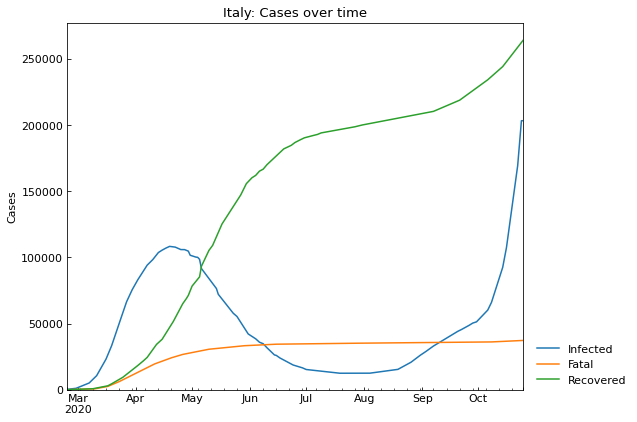 Italy: Cases over time
Cases
250000
200000
150000
100000
50000
0
Mar Apr May Jun Jul Aug Sep Oct
2020
Infected
Fatal
Recovered